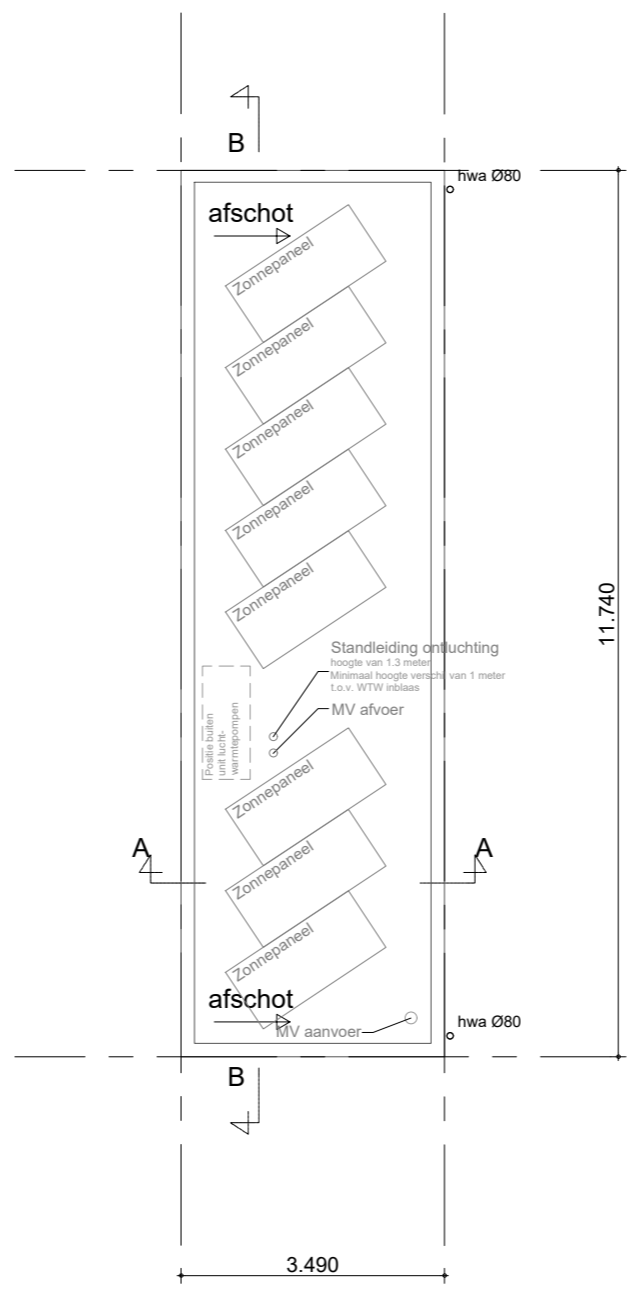 B
hwa Ø80
afschot
Zonnepaneel
Zonnepaneel
Zonnepaneel
Zonnepaneel
Zonnepaneel
11.740
Standleiding ontluchting
hoogte van 1.3 meter
Minimaal hoogte verschil van 1 meter
t.o.v. WTW inblaas
MV afvoer
Positie buiten
unit lucht-
warmtepompen
Zonnepaneel
A
A
Zonnepaneel
Zonnepaneel
afschot
MV aanvoer
hwa Ø80
B
3.490